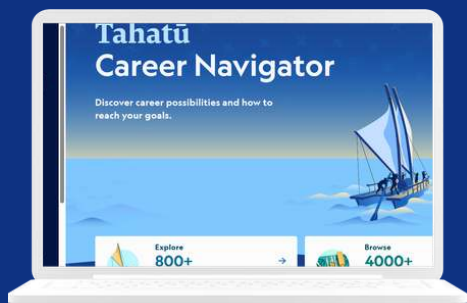 Tahatū
Career Navigator
Discover career possibilities and how to
reach your goals.
Explore
800+
Browse
4000+